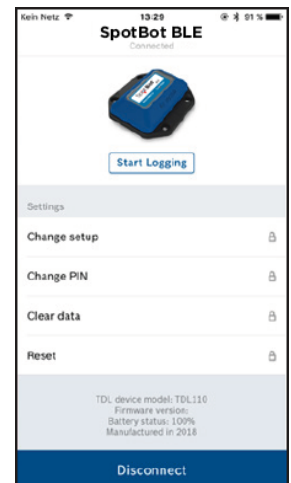 Kein Netz 13:29 91 %
SpotBot BLE
Connected
SpotBot
Start Logging
Settings
Change setup
Change PIN
Clear data
Reset
TDL device model: TDL110
Firmware version:
Battery status: 100%
Manufactured in 2018
Disconnect